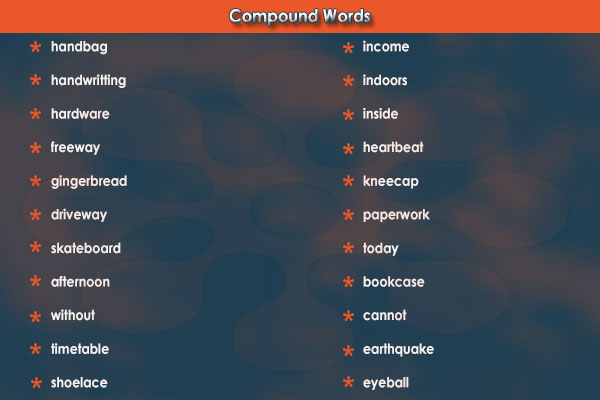 Compound Words
handbag
handwritting
hardware
freeway
gingerbread
driveway
skateboard
afternoon
without
timetable
shoelace
income
indoors
inside
heartbeat
kneecap
paperwork
today
bookcase
cannot
earthquake
eyeball